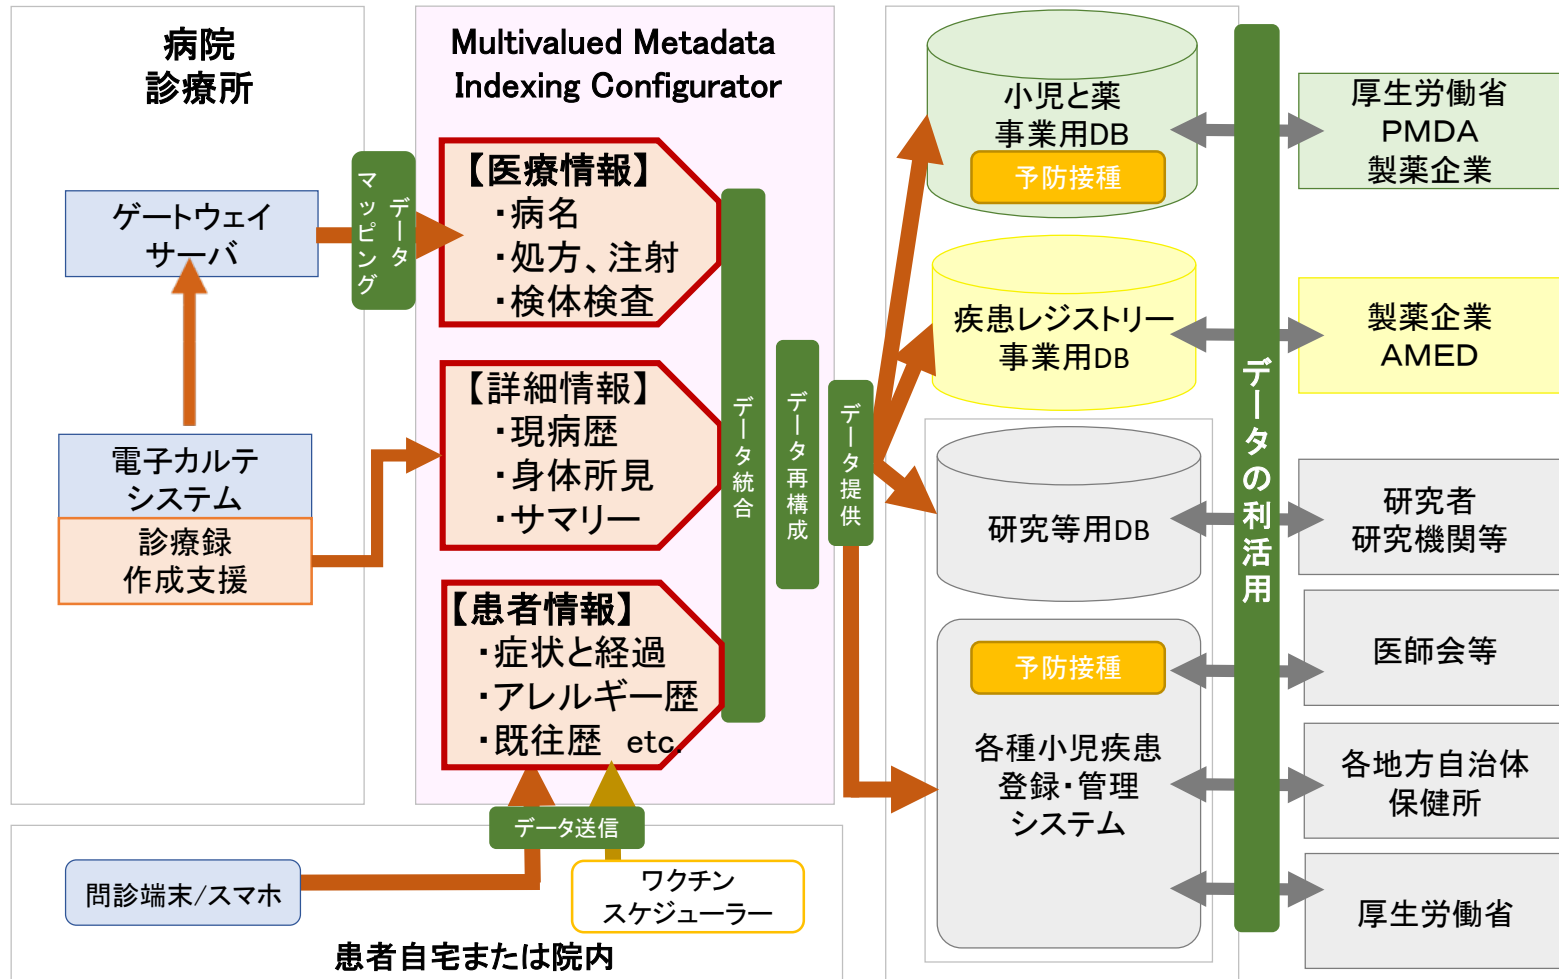 病院
診療所
ゲートウェイ
サーバ
電子カルテ
システム
診療録
作成支援
データ
マッピング
Multivalued Metadata
Indexing Configurator
【医療情報】
・病名
・処方、注射
・検体検査
【詳細情報】
・現病歴
・身体所見
・サマリー
【患者情報】
・症状と経過
・アレルギー歴
・既往歴 etc.
データ統合
データ再構成
データ提供
データ送信
問診端末/スマホ
ワクチン
スケジューラー
患者自宅または院内
小児と薬
事業用DB
予防接種
疾患レジストリー
事業用DB
研究等用DB
予防接種
各種小児疾患
登録・管理
システム
データの利活用
厚生労働省
PMDA
製薬企業
製薬企業
AMED
研究者
研究機関等
医師会等
各地方自治体
保健所
厚生労働省